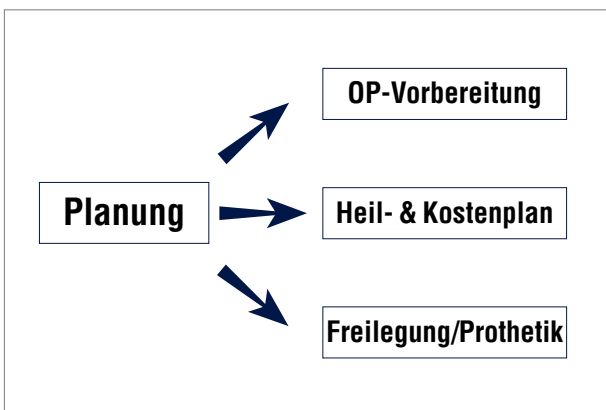 OP-Vorbereitung
Planung
Heil- & Kostenplan
Freilegung/Prothetik